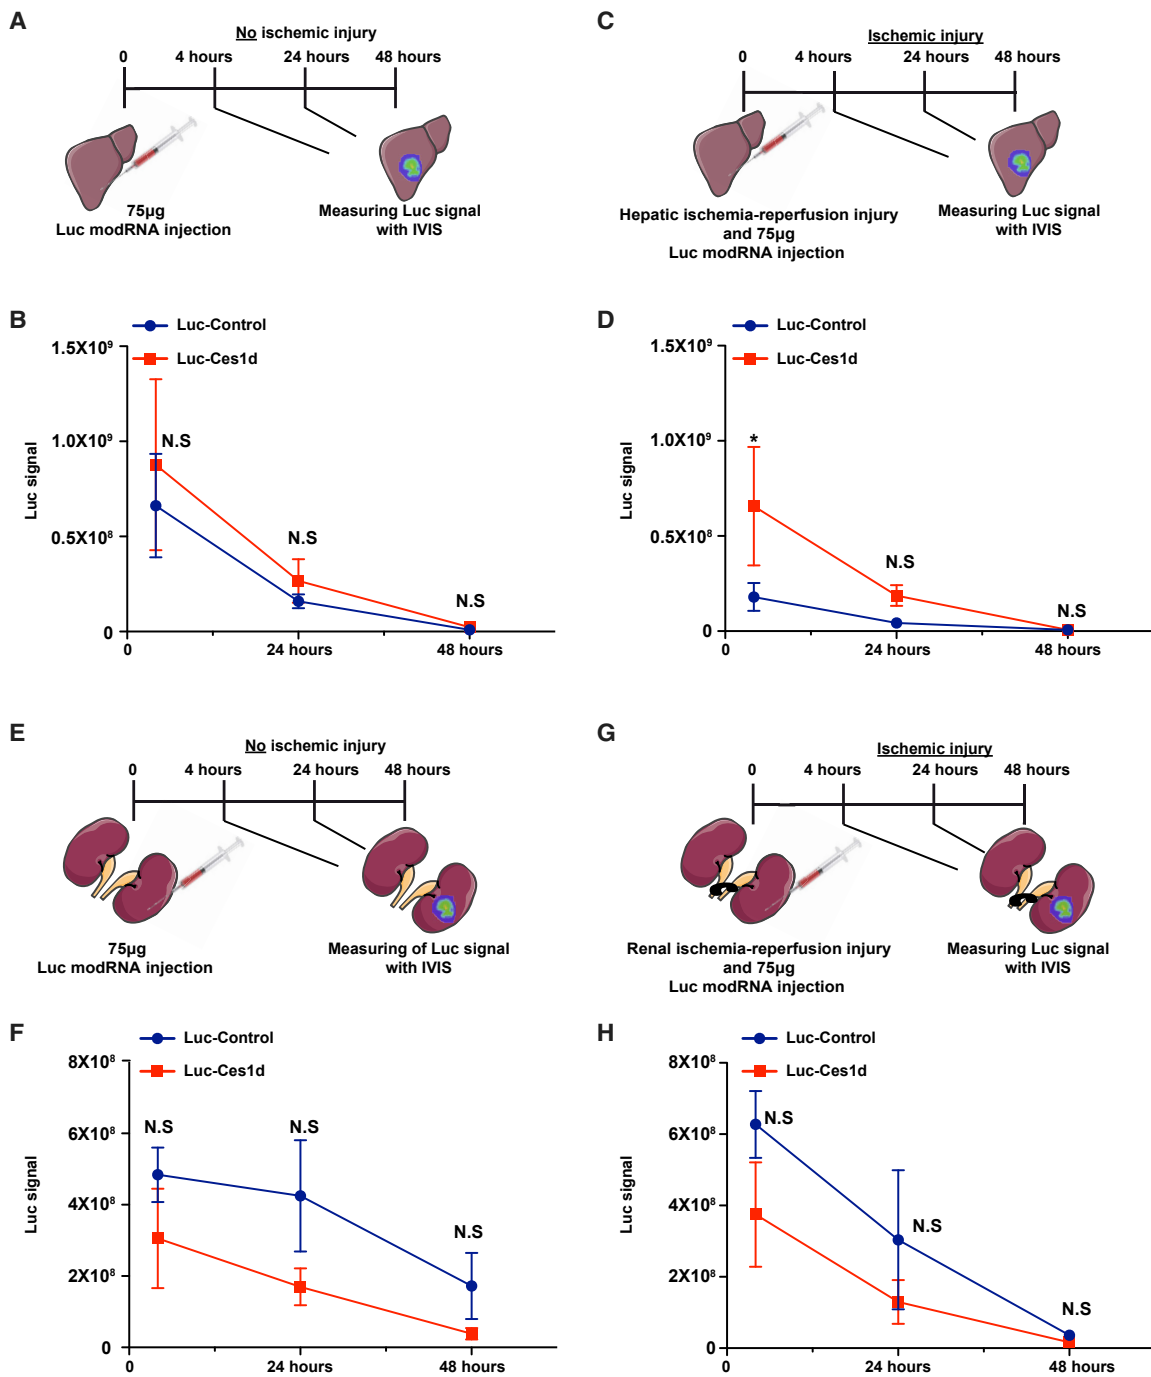 A
No ischemic injury
0 4 hours 24 hours 48 hours
75µg
Luc modRNA injection
Measuring Luc signal
with IVIS
C
Ischemic injury
0 4 hours 24 hours 48 hours
Hepatic ischemia-reperfusion injury
and 75µg
Luc modRNA injection
Measuring Luc signal
with IVIS
B
Luc-Control
Luc-Ces1d
1.5X10⁹
1.0X10⁹
0.5X10⁸
0
Luc signal
N.S
N.S
N.S
0 24 hours 48 hours
D
Luc-Control
Luc-Ces1d
1.5X10⁹
1.0X10⁹
0.5X10⁸
0
Luc signal
*
N.S
N.S
0 24 hours 48 hours
E
No ischemic injury
0 4 hours 24 hours 48 hours
75µg
Luc modRNA injection
Measuring of Luc signal
with IVIS
G
Ischemic injury
0 4 hours 24 hours 48 hours
Renal ischemia-reperfusion injury
and 75µg
Luc modRNA injection
Measuring Luc signal
with IVIS
F
Luc-Control
Luc-Ces1d
8X10⁸
6X10⁸
4X10⁸
2X10⁸
0
Luc signal
N.S
N.S
N.S
0 24 hours 48 hours
H
Luc-Control
Luc-Ces1d
8X10⁸
6X10⁸
4X10⁸
2X10⁸
0
Luc signal
N.S
N.S
N.S
0 24 hours 48 hours